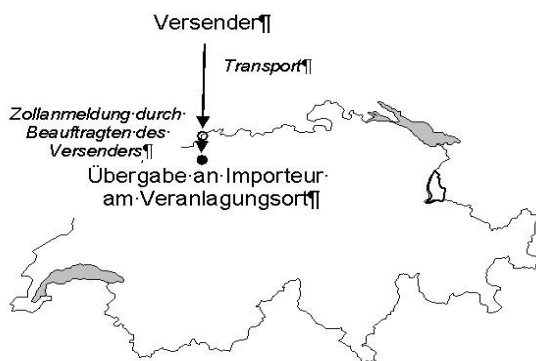 Versender¶
Transport¶
Zollanmeldung·durch·
Beauftragten·des·
Versenders¶
Übergabe·an·Importeur·
am·Veranlagungsort¶